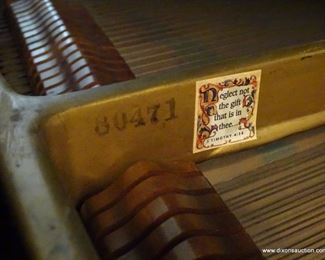 80471
Neglect not
the gift
that is in
thee...
I TIMOTHY 4:14
www.dixonsauction.com